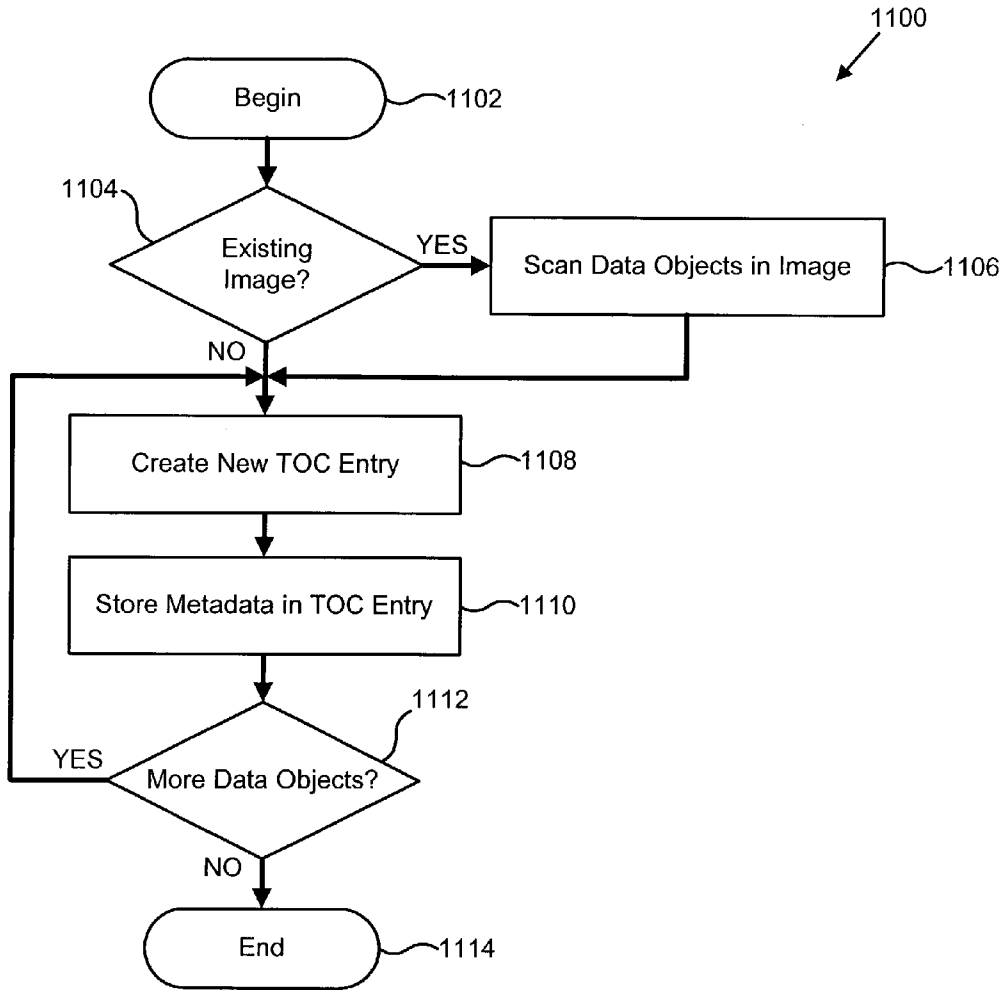 1100
Begin
1102
1104
Existing
Image?
YES
Scan Data Objects in Image
1106
NO
Create New TOC Entry
1108
Store Metadata in TOC Entry
1110
1112
YES
More Data Objects?
NO
End
1114